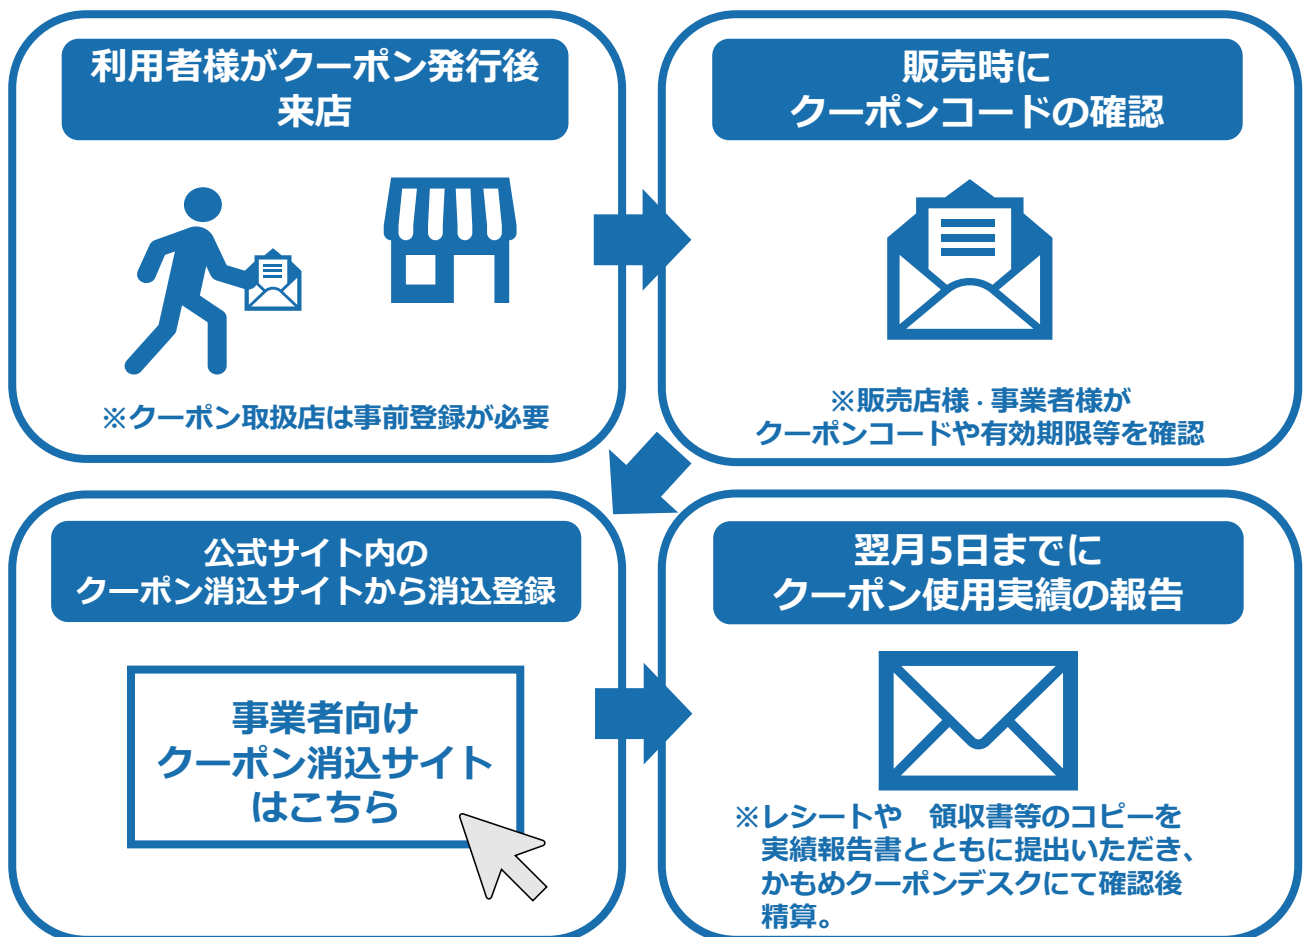 利用者様がクーポン発行後
来店
※クーポン取扱店は事前登録が必要
販売時に
クーポンコードの確認
※販売店様・事業者様が
クーポンコードや有効期限等を確認
公式サイト内の
クーポン消込サイトから消込登録
事業者向け
クーポン消込サイト
はこちら
翌月5日までに
クーポン使用実績の報告
※レシートや　領収書等のコピーを
実績報告書とともに提出いただき、
かもめクーポンデスクにて確認後
精算。